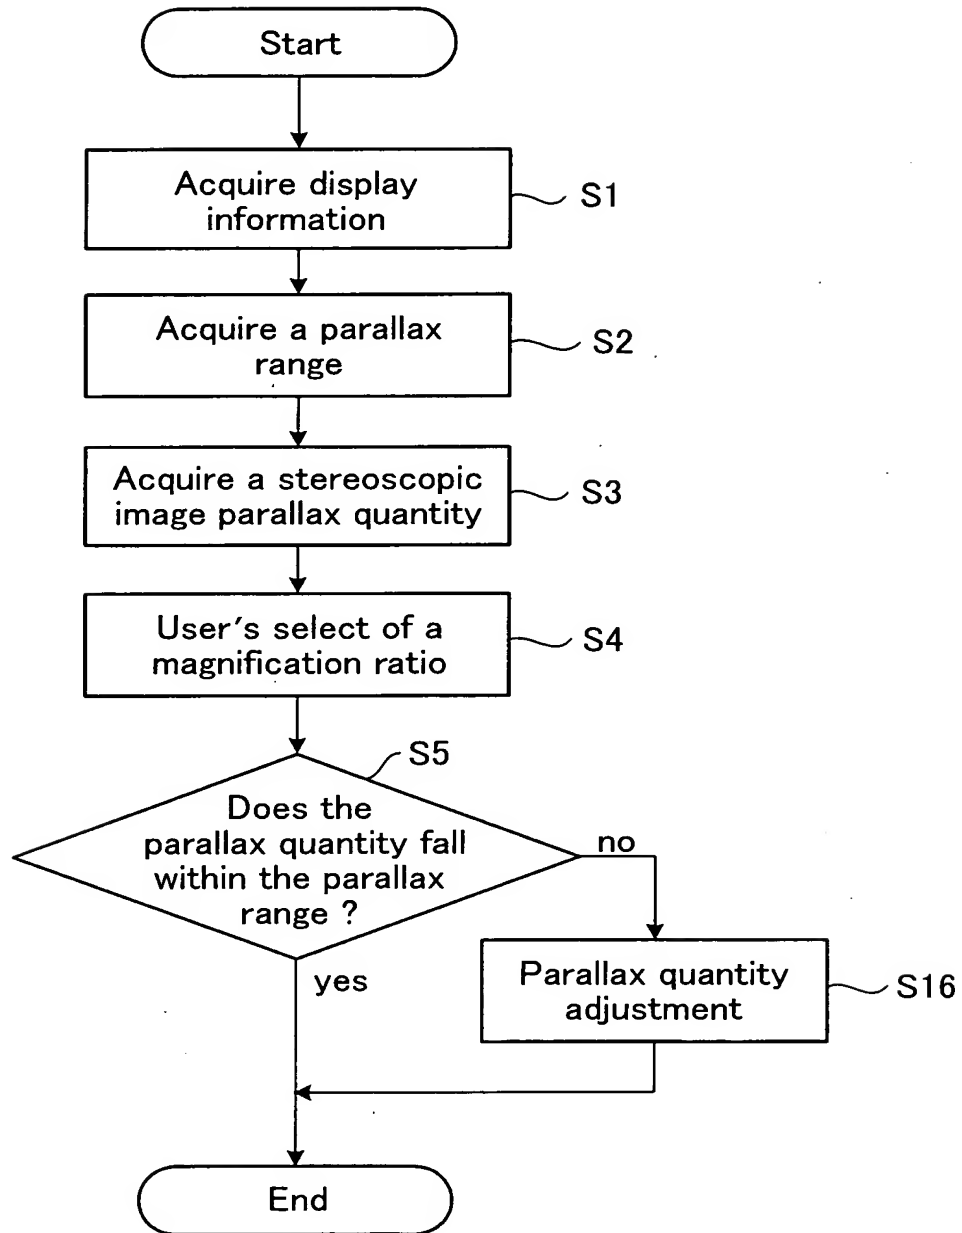 Start
Acquire display
information
S1
Acquire a parallax
range
S2
Acquire a stereoscopic
image parallax quantity
S3
User's select of a
magnification ratio
S4
S5
Does the
parallax quantity fall
within the parallax
range ?
no
yes
Parallax quantity
adjustment
S16
End